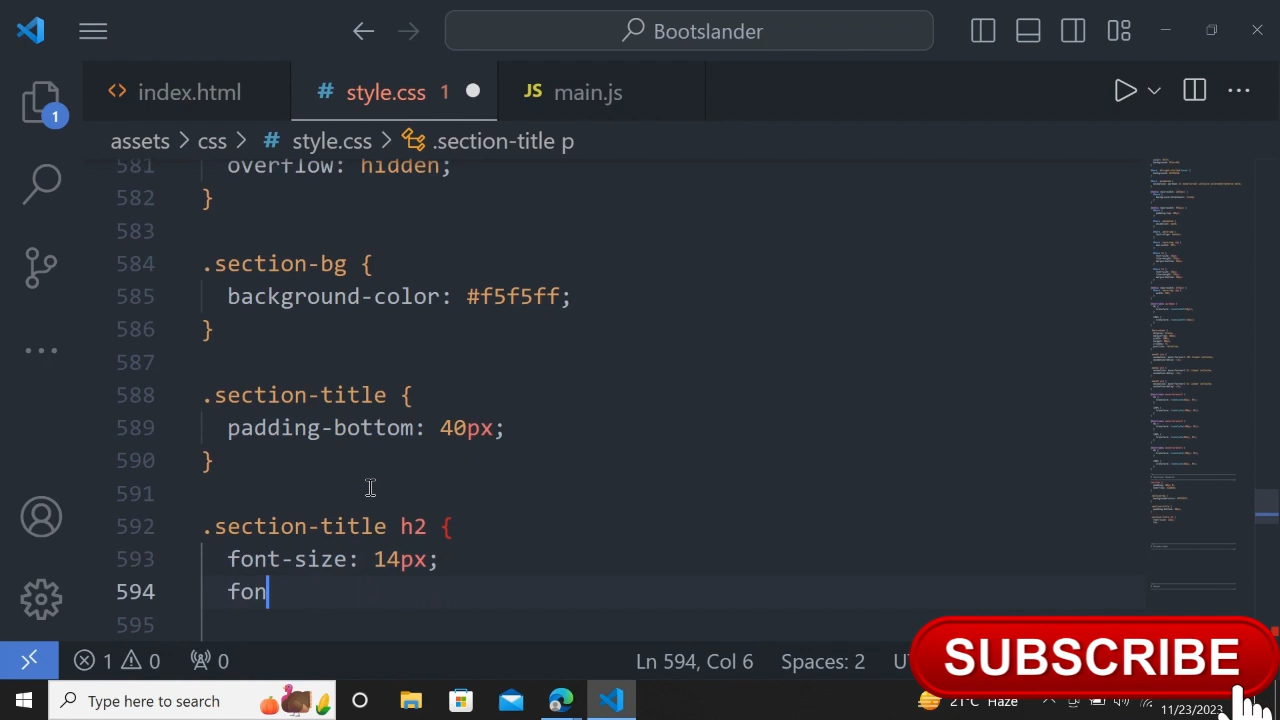 Bootslander
index.html
style.css 1
JS main.js
assets > css > # style.css > .section-title p
581 overflow: hidden;
582 }
583
584 .section-bg {
585 background-color: #f5f5ff;
586 }
587
588 .section-title {
589 padding-bottom: 40px;
590 }
591
592 .section-title h2 {
593 font-size: 14px;
594 fon
595
1
1 0 0
Ln 594, Col 6 Spaces: 2
SUBSCRIBE
Type here to search
21°C Haze
11/23/2023